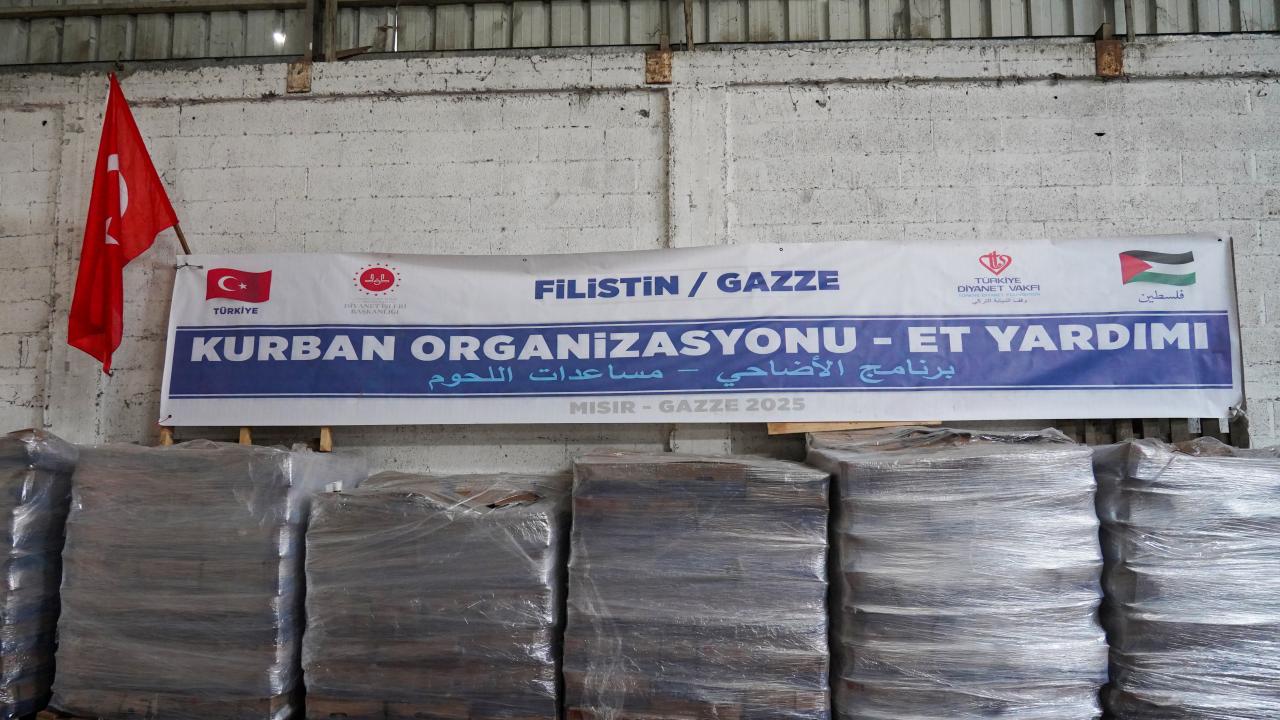 FİLİSTİN / GAZZE
TÜRKİYE
DİYANET İŞLERİ
BAŞKANLIĞI
TÜRKİYE
DİYANET VAKFI
فلسطين
KURBAN ORGANİZASYONU - ET YARDIMI
برنامج الأضاحي - مساعدات اللحوم
MISIR - GAZZE 2025